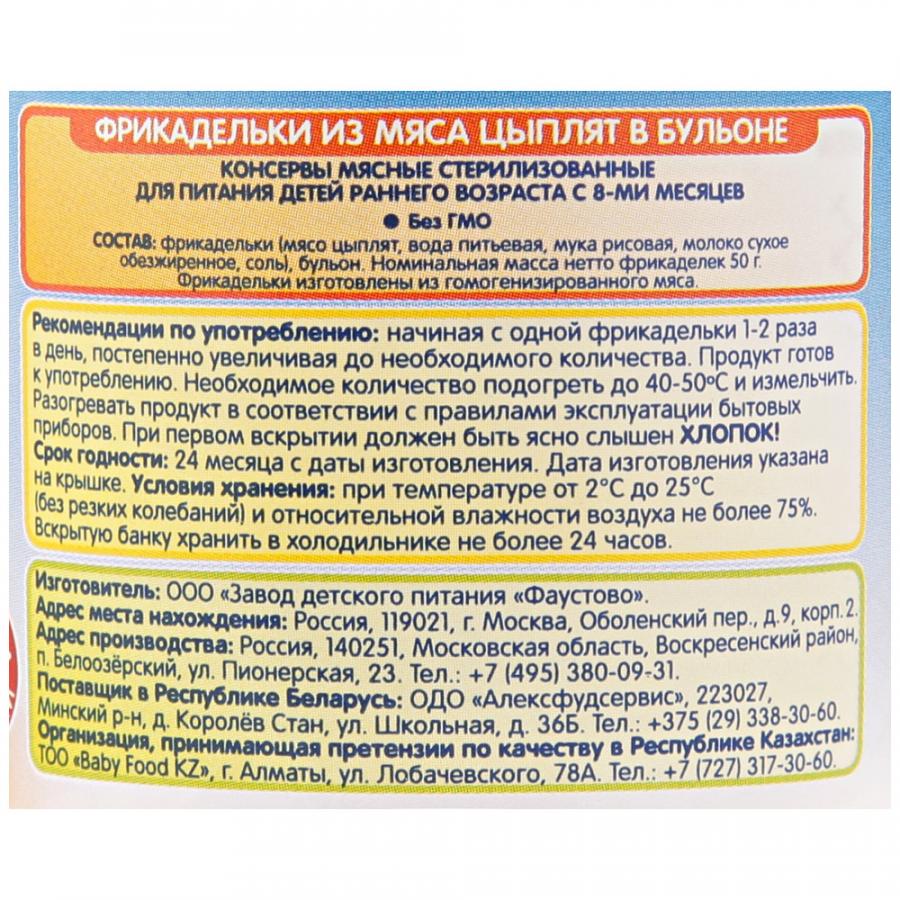 ФРИКАДЕЛЬКИ ИЗ МЯСА ЦЫПЛЯТ В БУЛЬОНЕ
КОНСЕРВЫ МЯСНЫЕ СТЕРИЛИЗОВАННЫЕ
ДЛЯ ПИТАНИЯ ДЕТЕЙ РАННЕГО ВОЗРАСТА С 8-МИ МЕСЯЦЕВ
● Без ГМО
СОСТАВ: фрикадельки (мясо цыплят, вода питьевая, мука рисовая, молоко сухое
обезжиренное, соль), бульон. Номинальная масса нетто фрикаделек 50 г.
Фрикадельки изготовлены из гомогенизированного мяса.
Рекомендации по употреблению: начиная с одной фрикадельки 1-2 раза
в день, постепенно увеличивая до необходимого количества. Продукт готов
к употреблению. Необходимое количество подогреть до 40-50ºС и измельчить.
Разогревать продукт в соответствии с правилами эксплуатации бытовых
приборов. При первом вскрытии должен быть ясно слышен ХЛОПОК!
Срок годности: 24 месяца с даты изготовления. Дата изготовления указана
на крышке. Условия хранения: при температуре от 2°С до 25°С
(без резких колебаний) и относительной влажности воздуха не более 75%.
Вскрытую банку хранить в холодильнике не более 24 часов.
Изготовитель: ООО «Завод детского питания «Фаустово».
Адрес места нахождения: Россия, 119021, г. Москва, Оболенский пер., д.9, корп.2.
Адрес производства: Россия, 140251, Московская область, Воскресенский район,
п. Белоозёрский, ул. Пионерская, 23. Тел.: +7 (495) 380-09-31.
Поставщик в Республике Беларусь: ОДО «Алексфудсервис», 223027,
Минский р-н, д. Королёв Стан, ул. Школьная, д. 36Б. Тел.: +375 (29) 338-30-60.
Организация, принимающая претензии по качеству в Республике Казахстан:
ТОО «Baby Food KZ», г. Алматы, ул. Лобачевского, 78А. Тел.: +7 (727) 317-30-60.